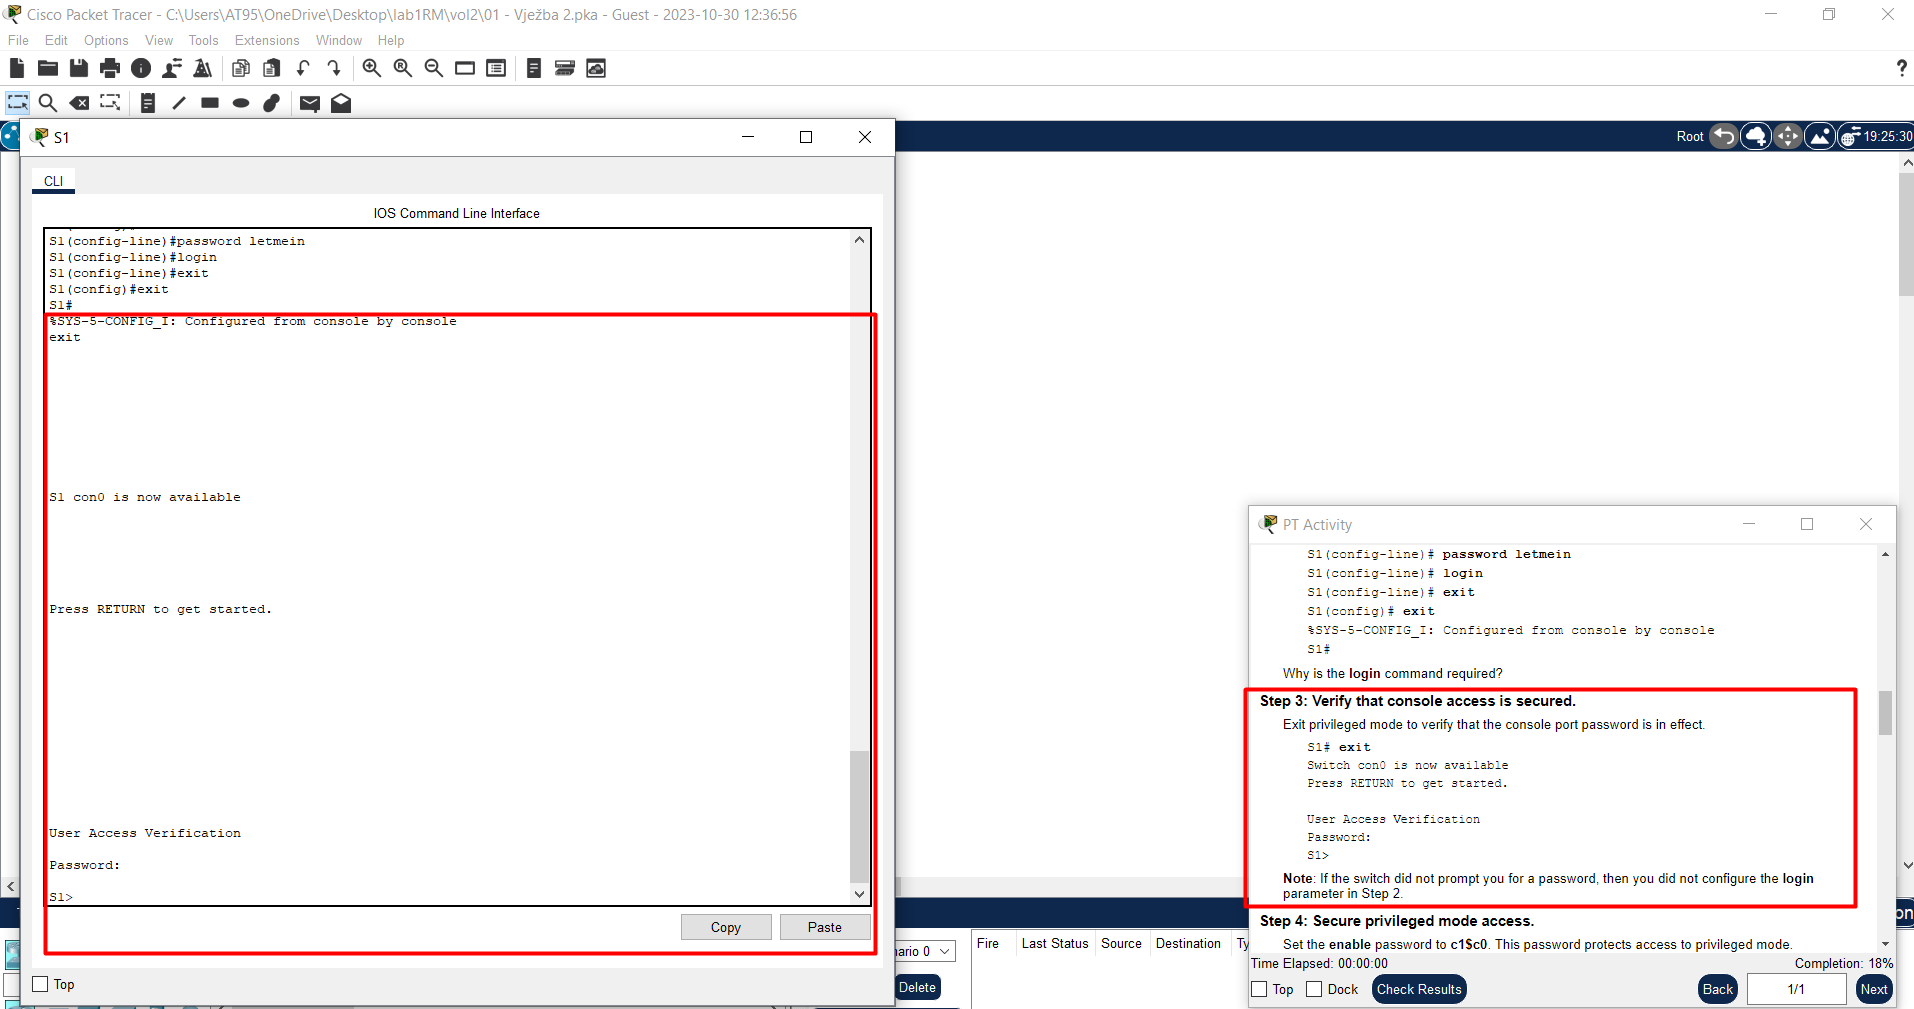 Cisco Packet Tracer - C:\Users\AT95\OneDrive\Desktop\lab1RM\vol2\01 - Vježba 2.pka - Guest - 2023-10-30 12:36:56
File Edit Options View Tools Extensions Window Help
?
Root 19:25:30
S1
CLI
IOS Command Line Interface
S1(config-line)#password letmein
S1(config-line)#login
S1(config-line)#exit
S1(config)#exit
S1#
%SYS-5-CONFIG_I: Configured from console by console
exit
S1 con0 is now available
Press RETURN to get started.
User Access Verification
Password:
S1>
Copy Paste
Top
nario 0
Delete
Fire Last Status Source Destination Ty
PT Activity
S1(config-line)# password letmein
S1(config-line)# login
S1(config-line)# exit
S1(config)# exit
%SYS-5-CONFIG_I: Configured from console by console
S1#
Why is the login command required?
Step 3: Verify that console access is secured.
Exit privileged mode to verify that the console port password is in effect.
S1# exit
Switch con0 is now available
Press RETURN to get started.
User Access Verification
Password:
S1>
Note: If the switch did not prompt you for a password, then you did not configure the login
parameter in Step 2.
Step 4: Secure privileged mode access.
Set the enable password to c1$c0. This password protects access to privileged mode.
Time Elapsed: 00:00:00 Completion: 18%
Top Dock Check Results Back 1/1 Next